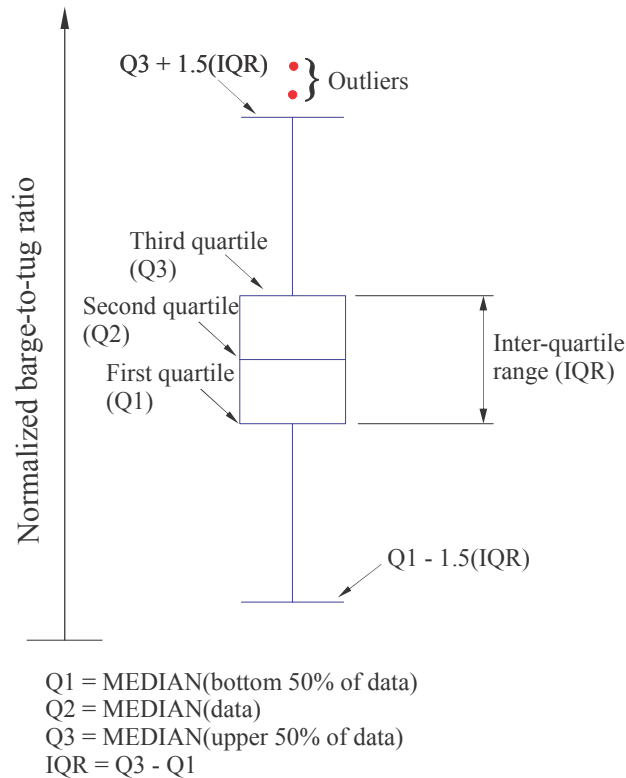 Q3 + 1.5(IQR)
Outliers
Normalized barge-to-tug ratio
Third quartile
(Q3)
Second quartile
(Q2)
First quartile
(Q1)
Inter-quartile
range (IQR)
Q1 - 1.5(IQR)
Q1 = MEDIAN(bottom 50% of data)
Q2 = MEDIAN(data)
Q3 = MEDIAN(upper 50% of data)
IQR = Q3 - Q1